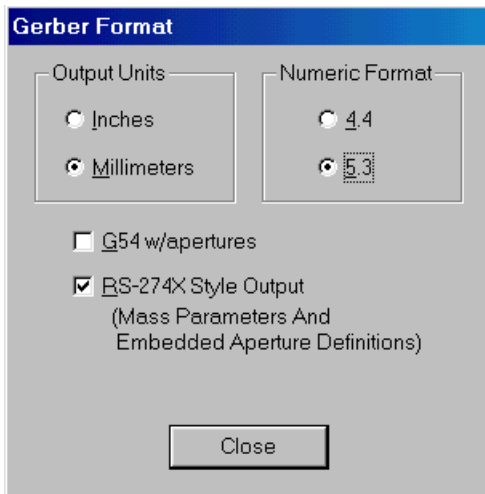 Gerber Format
Output Units
Numeric Format
Inches
4.4
Millimeters
5.3
G54 w/apertures
RS-274X Style Output
(Mass Parameters And
Embedded Aperture Definitions)
Close